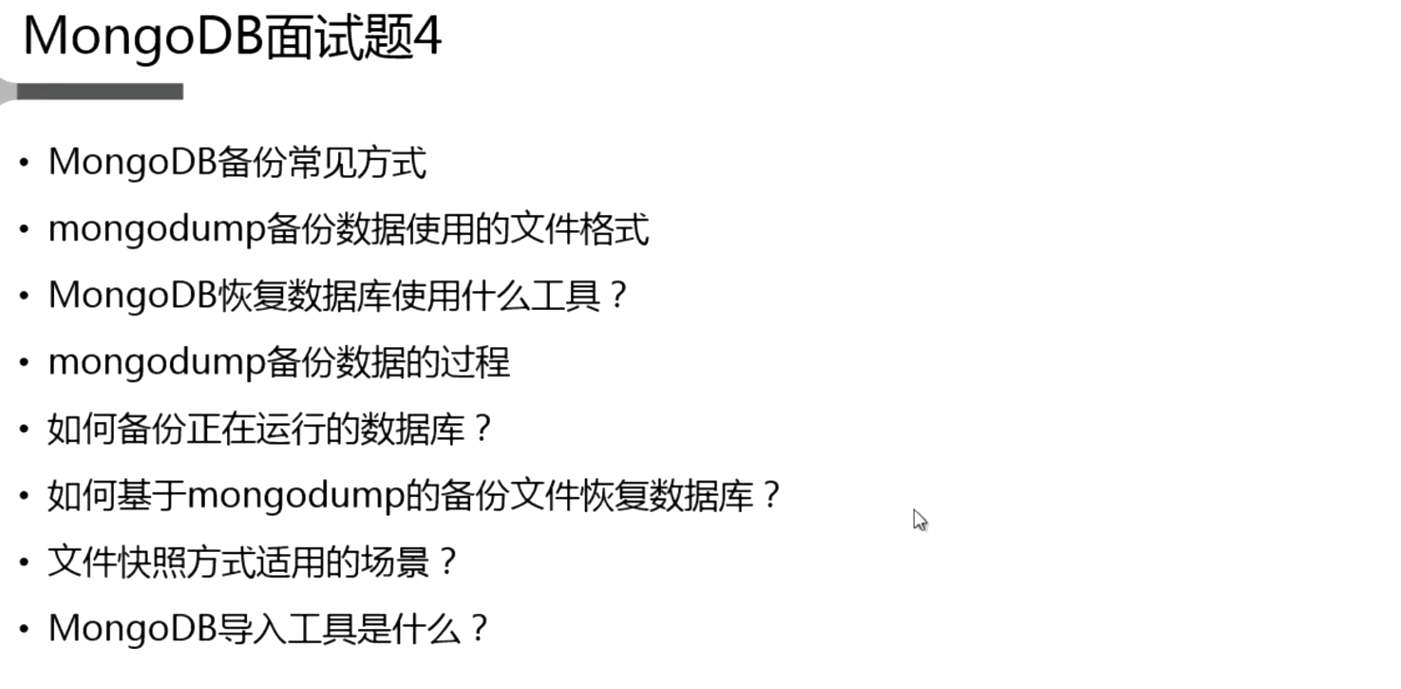 MongoDB面试题4
• MongoDB备份常见方式
• mongodump备份数据使用的文件格式
• MongoDB恢复数据库使用什么工具？
• mongodump备份数据的过程
• 如何备份正在运行的数据库？
• 如何基于mongodump的备份文件恢复数据库？
• 文件快照方式适用的场景？
• MongoDB导入工具是什么？